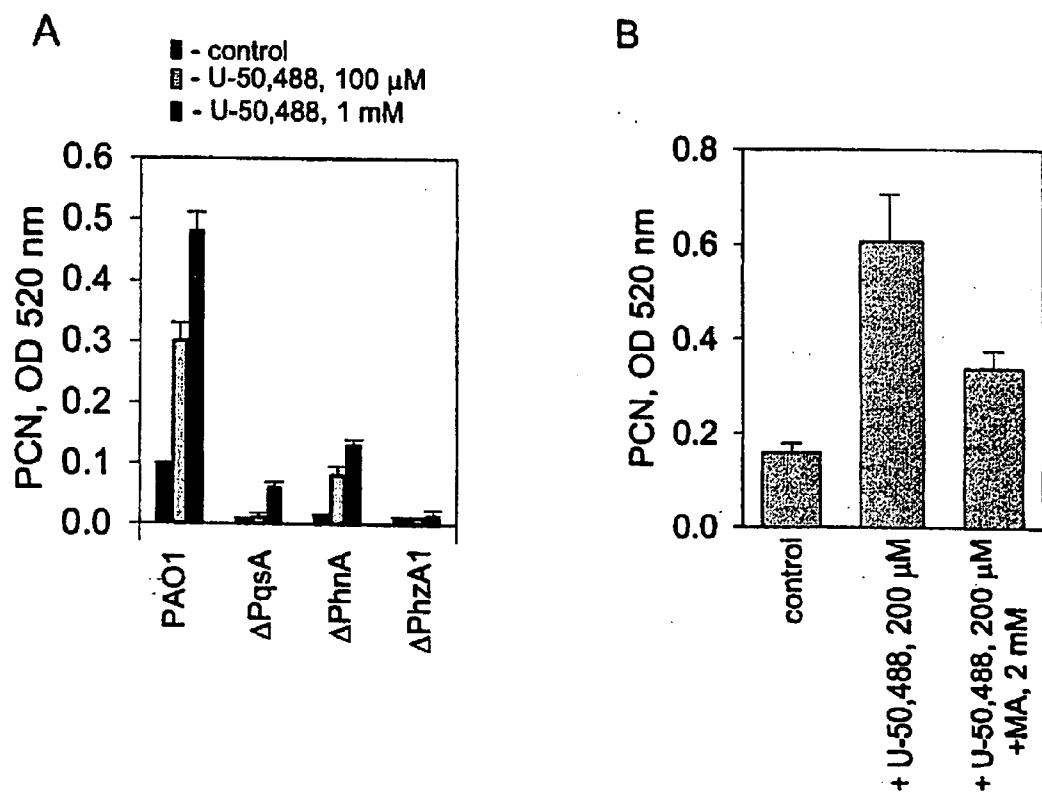 A
- control
- U-50,488, 100 µM
- U-50,488, 1 mM
0.6
0.5
0.4
0.3
0.2
0.1
0.0
PCN, OD 520 nm
PAO1
ΔPqsA
ΔPhnA
ΔPhzA1
B
0.8
0.6
0.4
0.2
0.0
PCN, OD 520 nm
control
+ U-50,488, 200 µM
+ U-50,488, 200 µM
+MA, 2 mM